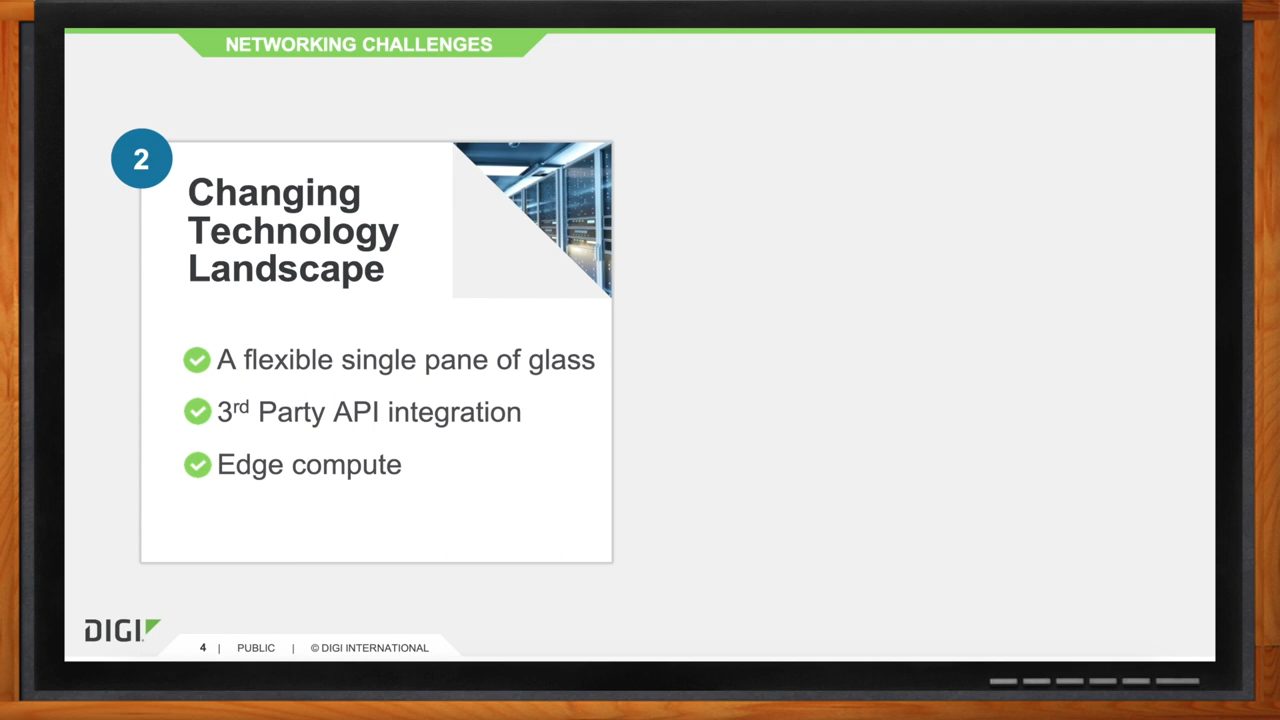 NETWORKING CHALLENGES
2
Changing
Technology
Landscape
A flexible single pane of glass
3rd Party API integration
Edge compute
DIGI
4 | PUBLIC | © DIGI INTERNATIONAL